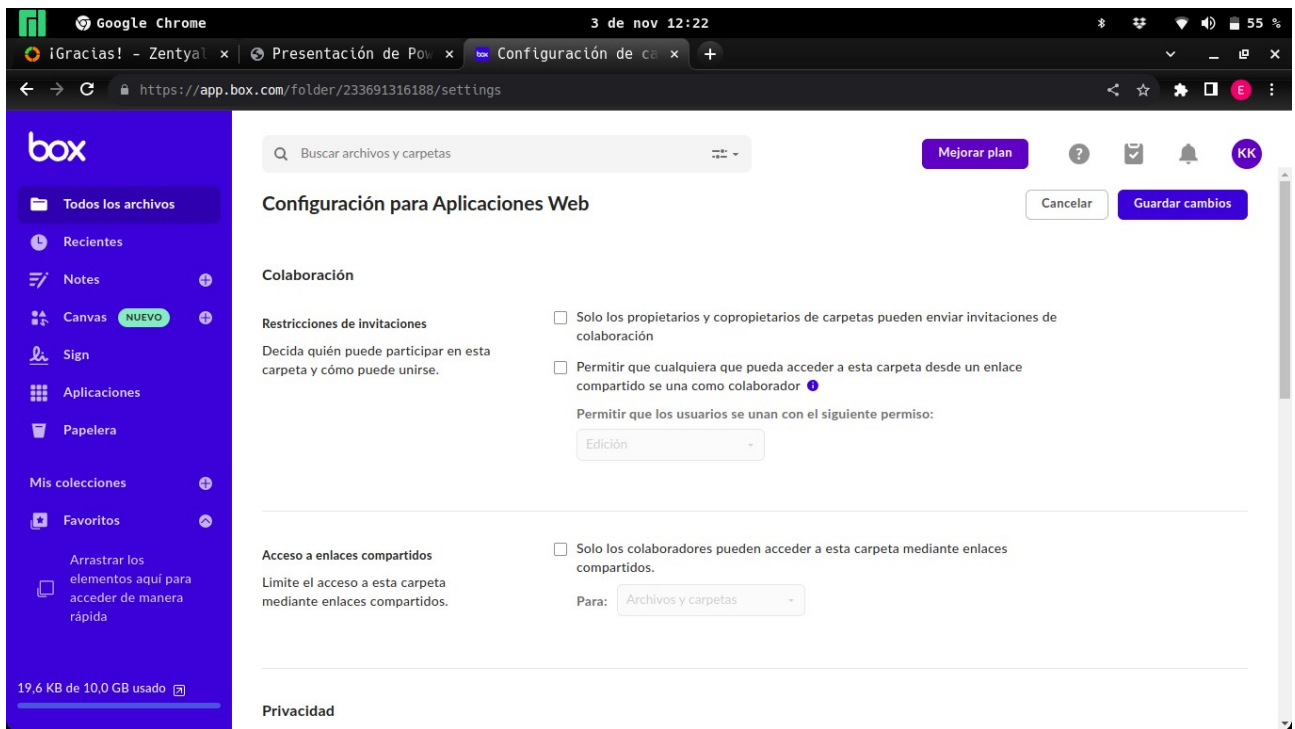 Google Chrome
3 de nov 12:22
55 %
¡Gracias! - Zentyal
Presentación de Pow
Configuración de ca
https://app.box.com/folder/233691316188/settings
E
box
Buscar archivos y carpetas
Mejorar plan
KK
Todos los archivos
Recientes
Notes
Canvas NUEVO
Sign
Aplicaciones
Papelera
Mis colecciones
Favoritos
Arrastrar los
elementos aquí para
acceder de manera
rápida
19,6 KB de 10,0 GB usado
Configuración para Aplicaciones Web
Cancelar
Guardar cambios
Colaboración
Restricciones de invitaciones
Decida quién puede participar en esta
carpeta y cómo puede unirse.
Solo los propietarios y copropietarios de carpetas pueden enviar invitaciones de
colaboración
Permitir que cualquiera que pueda acceder a esta carpeta desde un enlace
compartido se una como colaborador
Permitir que los usuarios se unan con el siguiente permiso:
Edición
Acceso a enlaces compartidos
Limite el acceso a esta carpeta
mediante enlaces compartidos.
Solo los colaboradores pueden acceder a esta carpeta mediante enlaces
compartidos.
Para: Archivos y carpetas
Privacidad